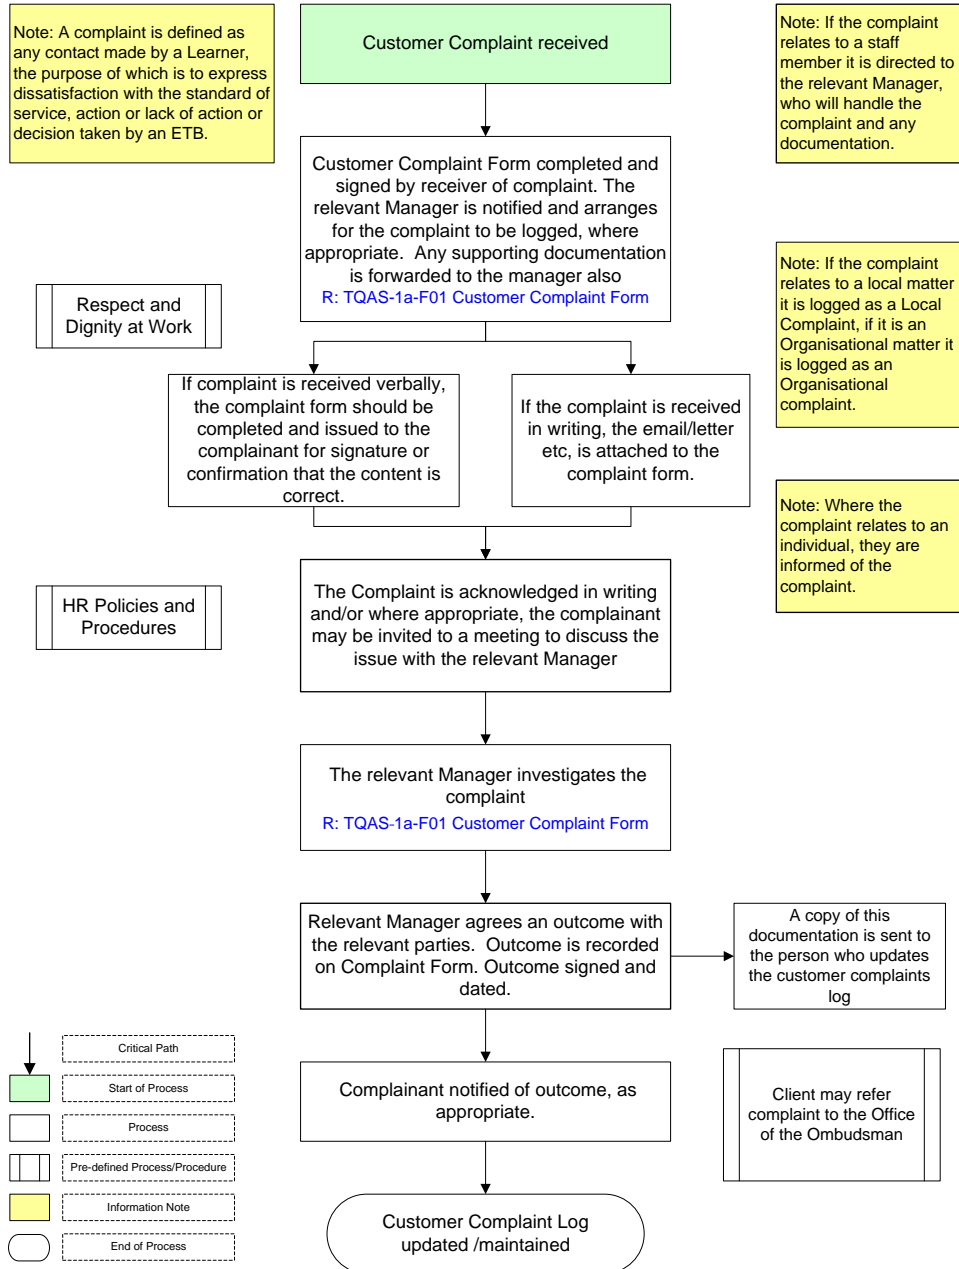 Note: A complaint is defined as
any contact made by a Learner,
the purpose of which is to express
dissatisfaction with the standard of
service, action or lack of action or
decision taken by an ETB.
Customer Complaint received
Note: If the complaint
relates to a staff
member it is directed to
the relevant Manager,
who will handle the
complaint and any
documentation.
Customer Complaint Form completed and
signed by receiver of complaint. The
relevant Manager is notified and arranges
for the complaint to be logged, where
appropriate. Any supporting documentation
is forwarded to the manager also
R: TQAS-1a-F01 Customer Complaint Form
Note: If the complaint
relates to a local matter
it is logged as a Local
Complaint, if it is an
Organisational matter it
is logged as an
Organisational
complaint.
Respect and
Dignity at Work
If complaint is received verbally,
the complaint form should be
completed and issued to the
complainant for signature or
confirmation that the content is
correct.
If the complaint is received
in writing, the email/letter
etc, is attached to the
complaint form.
Note: Where the
complaint relates to an
individual, they are
informed of the
complaint.
HR Policies and
Procedures
The Complaint is acknowledged in writing
and/or where appropriate, the complainant
may be invited to a meeting to discuss the
issue with the relevant Manager
The relevant Manager investigates the
complaint
R: TQAS-1a-F01 Customer Complaint Form
Relevant Manager agrees an outcome with
the relevant parties. Outcome is recorded
on Complaint Form. Outcome signed and
dated.
A copy of this
documentation is sent to
the person who updates
the customer complaints
log
Complainant notified of outcome, as
appropriate.
Client may refer
complaint to the Office
of the Ombudsman
Customer Complaint Log
updated /maintained
Critical Path
Start of Process
Process
Pre-defined Process/Procedure
Information Note
End of Process